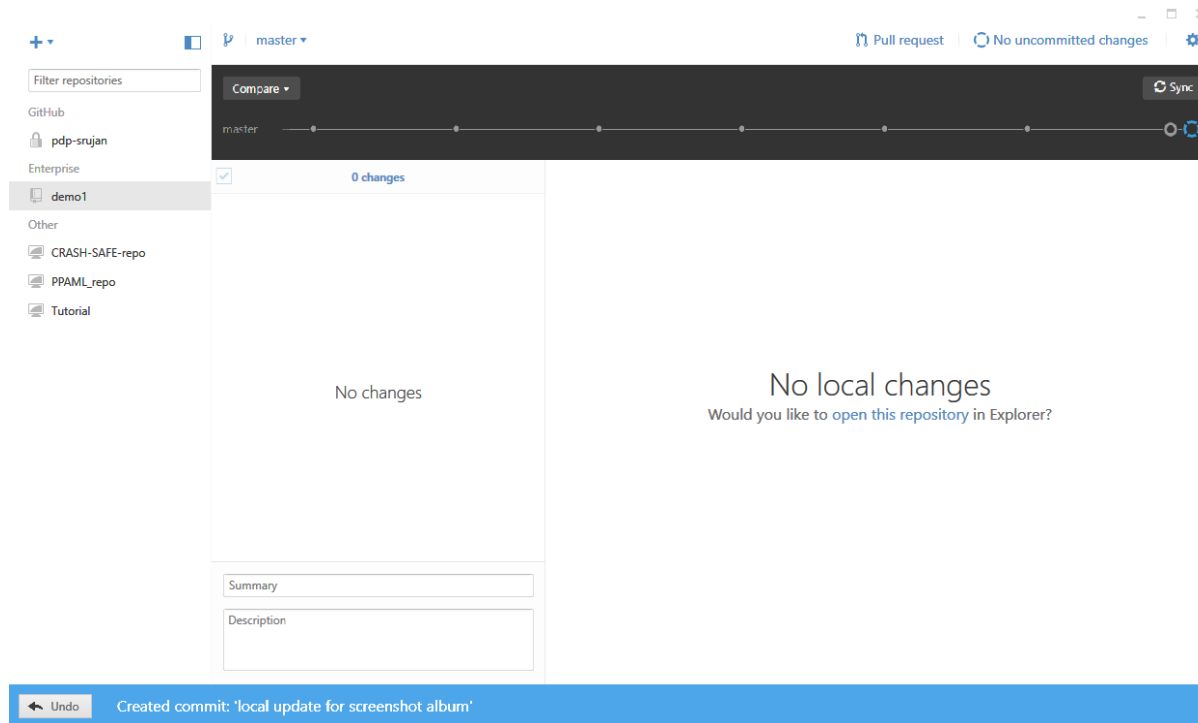 master
Pull request
No uncommitted changes
Filter repositories
GitHub
pdp-srujan
Enterprise
demo1
Other
CRASH-SAFE-repo
PPAML_repo
Tutorial
Compare
Sync
master
0 changes
No changes
No local changes
Would you like to open this repository in Explorer?
Summary
Description
Undo
Created commit: 'local update for screenshot album'